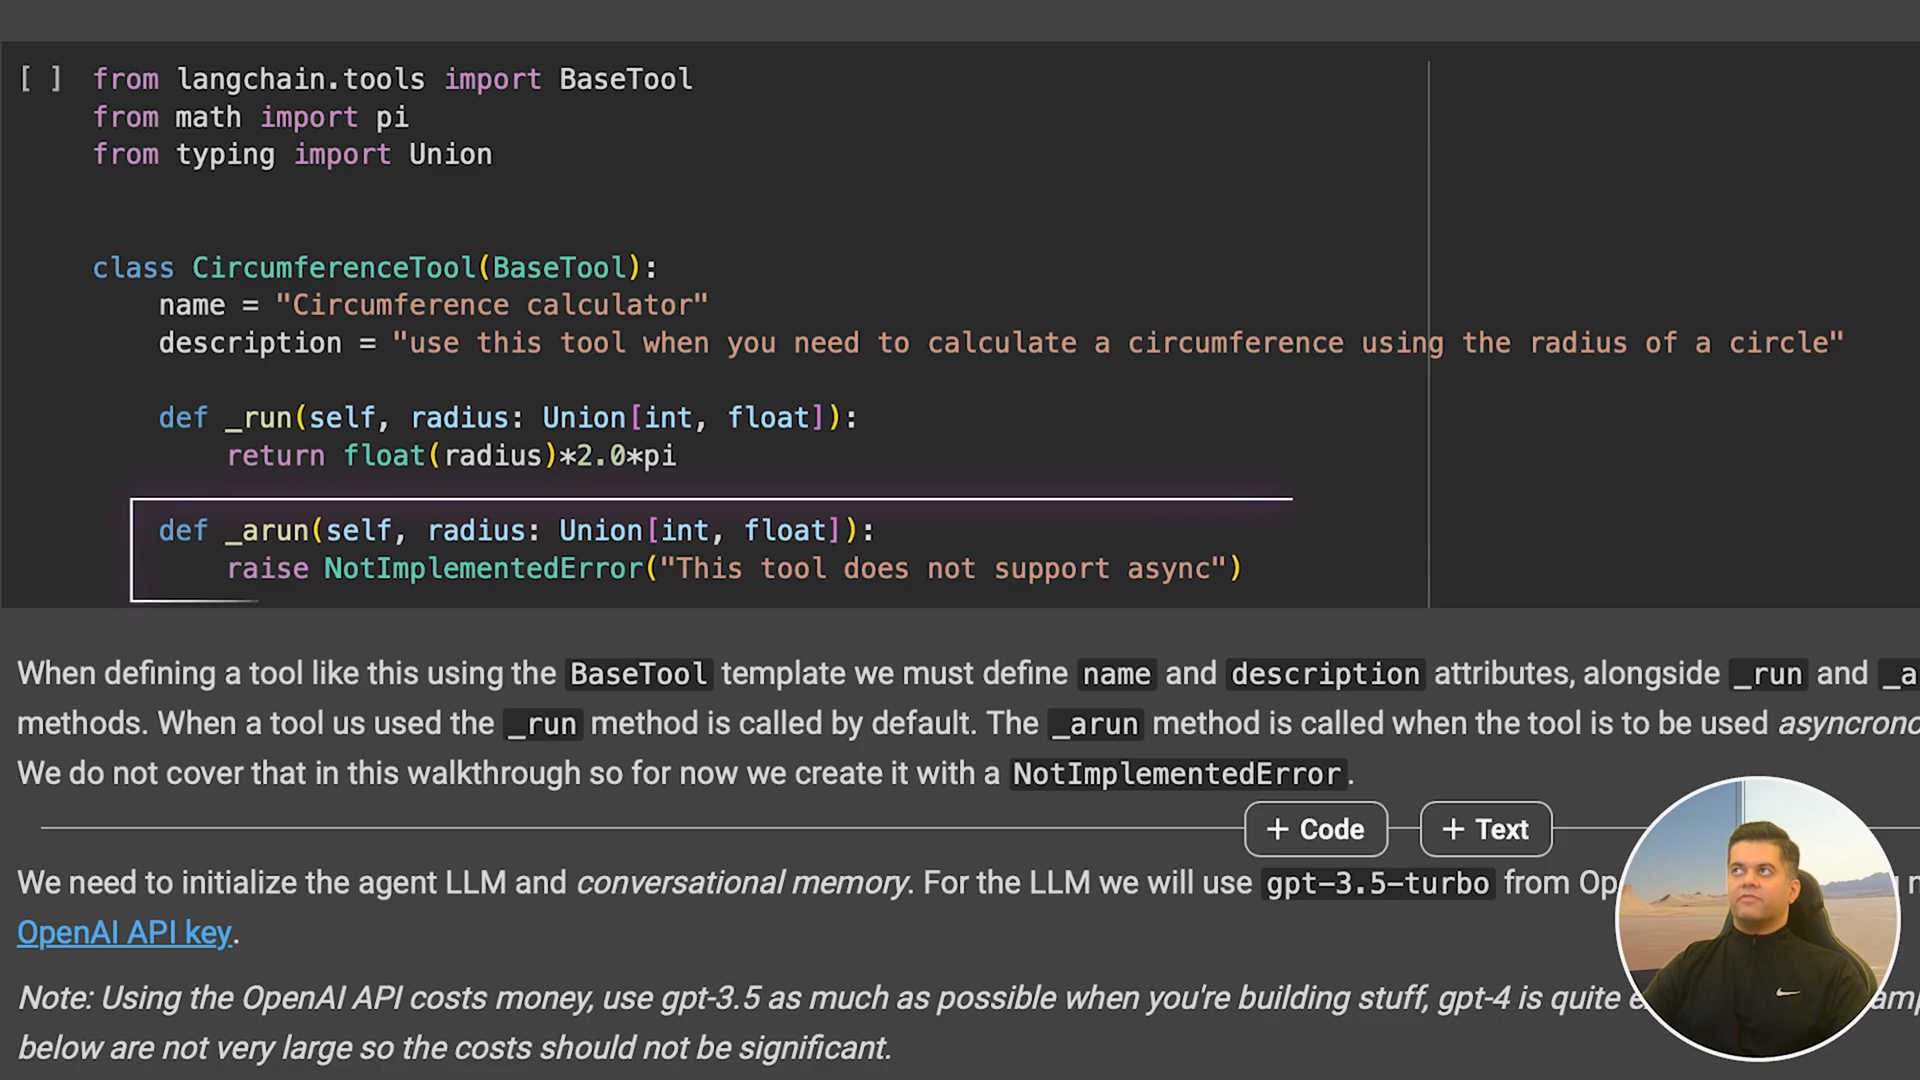 [ ] from langchain.tools import BaseTool
from math import pi
from typing import Union
class CircumferenceTool(BaseTool):
name = "Circumference calculator"
description = "use this tool when you need to calculate a circumference using the radius of a circle"
def _run(self, radius: Union[int, float]):
return float(radius)*2.0*pi
def _arun(self, radius: Union[int, float]):
raise NotImplementedError("This tool does not support async")
When defining a tool like this using the BaseTool template we must define name and description attributes, alongside _run and _a
methods. When a tool us used the _run method is called by default. The _arun method is called when the tool is to be used asyncrono
We do not cover that in this walkthrough so for now we create it with a NotImplementedError.
+ Code + Text
We need to initialize the agent LLM and conversational memory. For the LLM we will use gpt-3.5-turbo from Op
OpenAI API key.
Note: Using the OpenAI API costs money, use gpt-3.5 as much as possible when you're building stuff, gpt-4 is quite
below are not very large so the costs should not be significant.